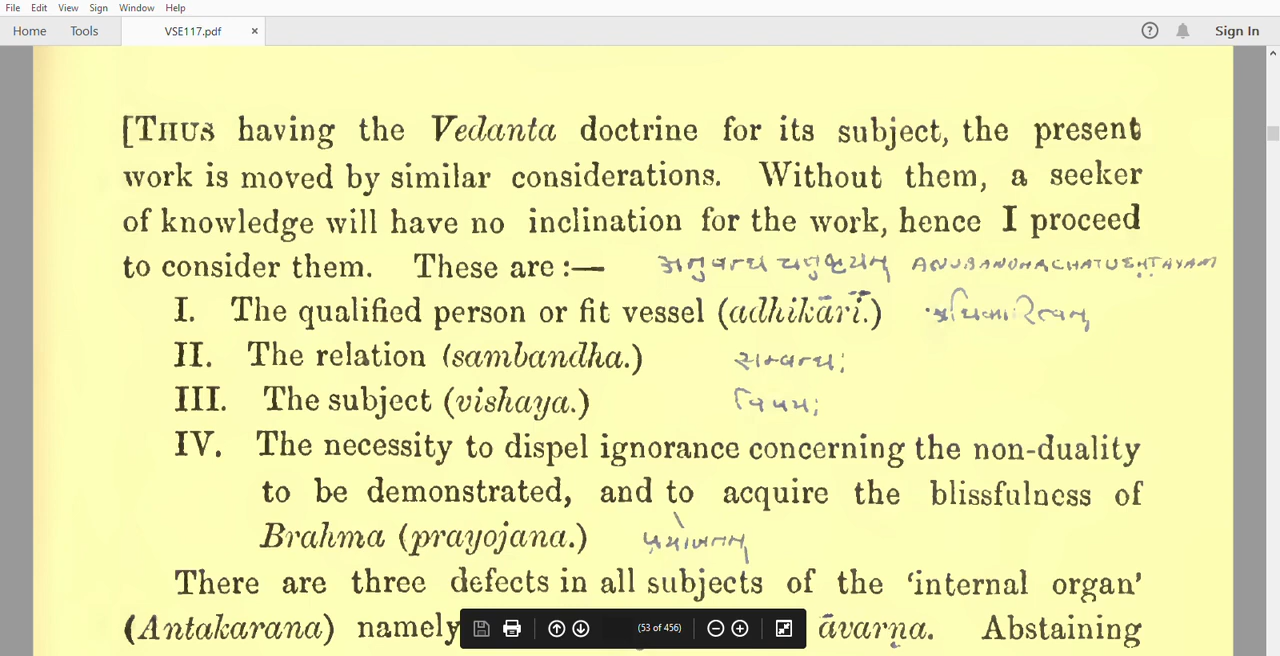 File Edit View Sign Window Help
Home Tools VSE117.pdf × ? Sign In
[THUS having the Vedanta doctrine for its subject, the present
work is moved by similar considerations. Without them, a seeker
of knowledge will have no inclination for the work, hence I proceed
to consider them. These are :— अनुबन्ध चतुष्टयम् ANUBANDHACHATUSHTAYAM
I. The qualified person or fit vessel (adhikārī.)
II. The relation (sambandha.) सम्बन्धः
III. The subject (vishaya.) विषयः
IV. The necessity to dispel ignorance concerning the non-duality
to be demonstrated, and to acquire the blissfulness of
Brahma (prayojana.) प्रयोजनम्
There are three defects in all subjects of the ‘internal organ’
(Antakarana) namely āvarṇa. Abstaining
(53 of 456)